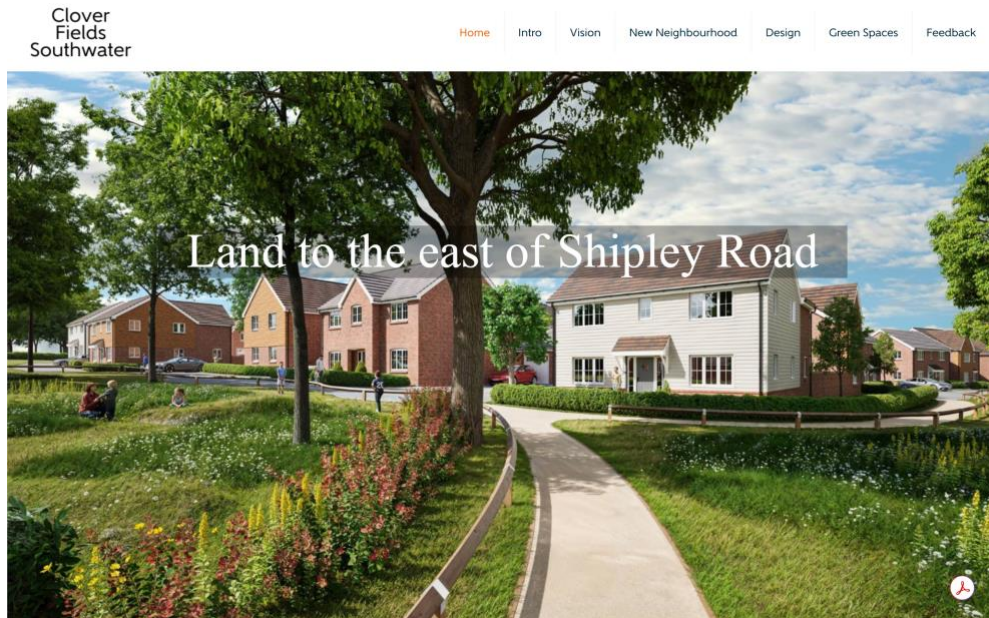 Clover
Fields
Southwater
Home Intro Vision New Neighbourhood Design Green Spaces Feedback
Land to the east of Shipley Road